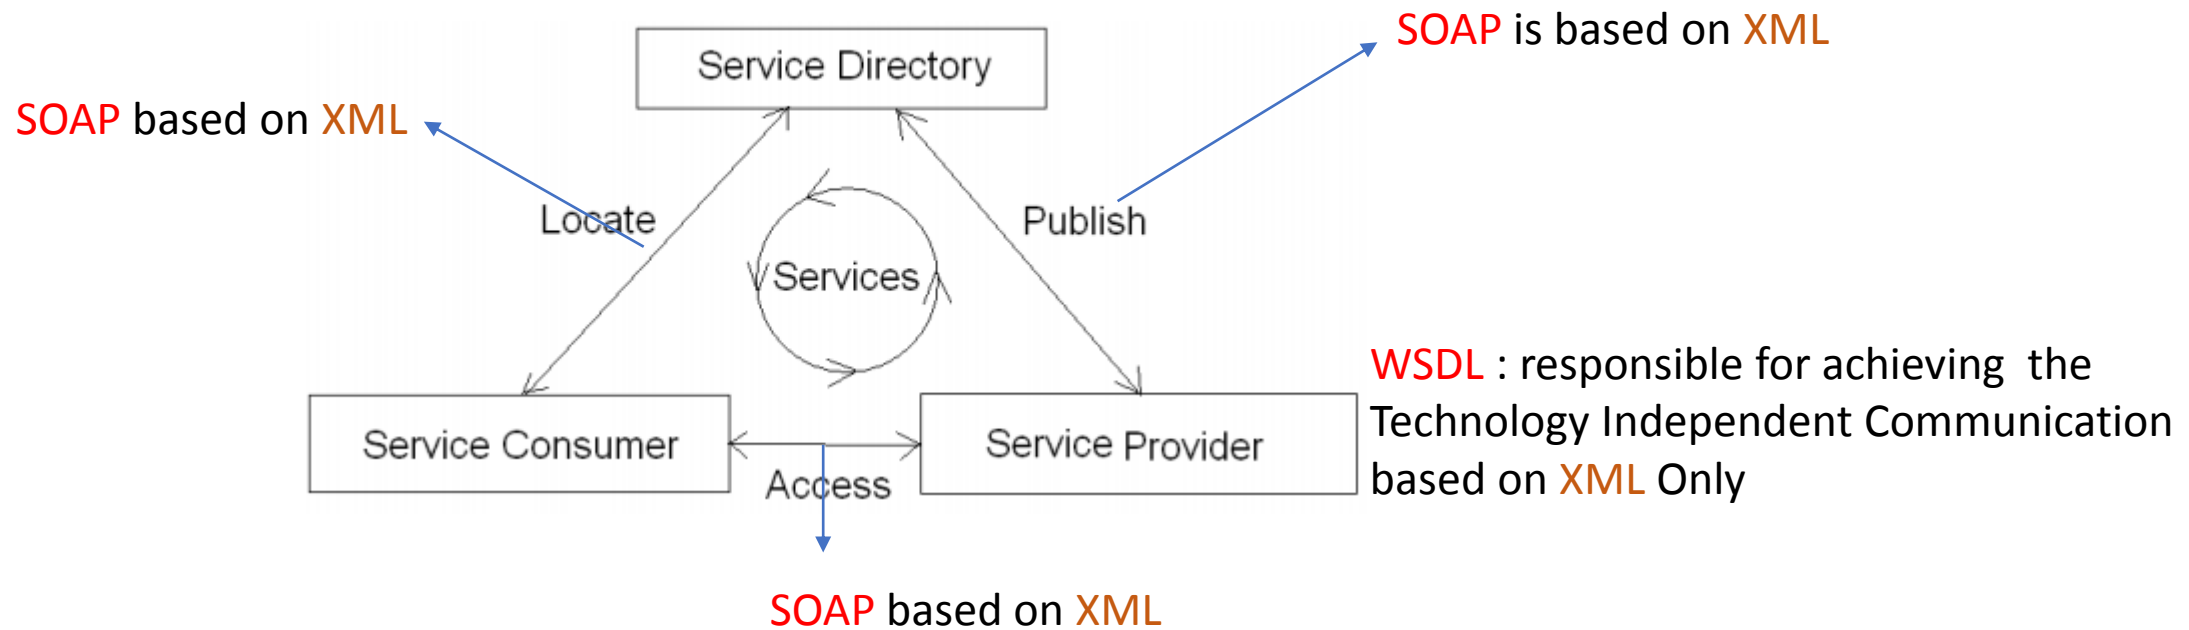 SOAP is based on XML
Service Directory
SOAP based on XML
Locate
Publish
Services
WSDL : responsible for achieving  the
Technology Independent Communication
based on XML Only
Service Consumer
Service Provider
Access
SOAP based on XML